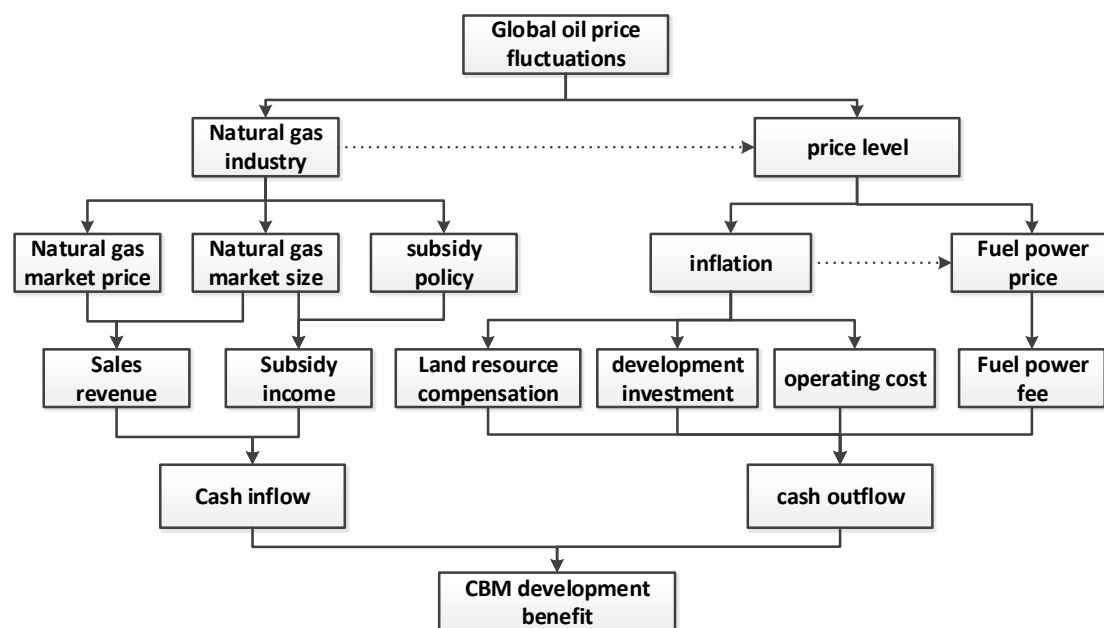 Global oil price
fluctuations
Natural gas
industry
price level
Natural gas
market price
Natural gas
market size
subsidy
policy
inflation
Fuel power
price
Sales
revenue
Subsidy
income
Land resource
compensation
development
investment
operating cost
Fuel power
fee
Cash inflow
cash outflow
CBM development
benefit